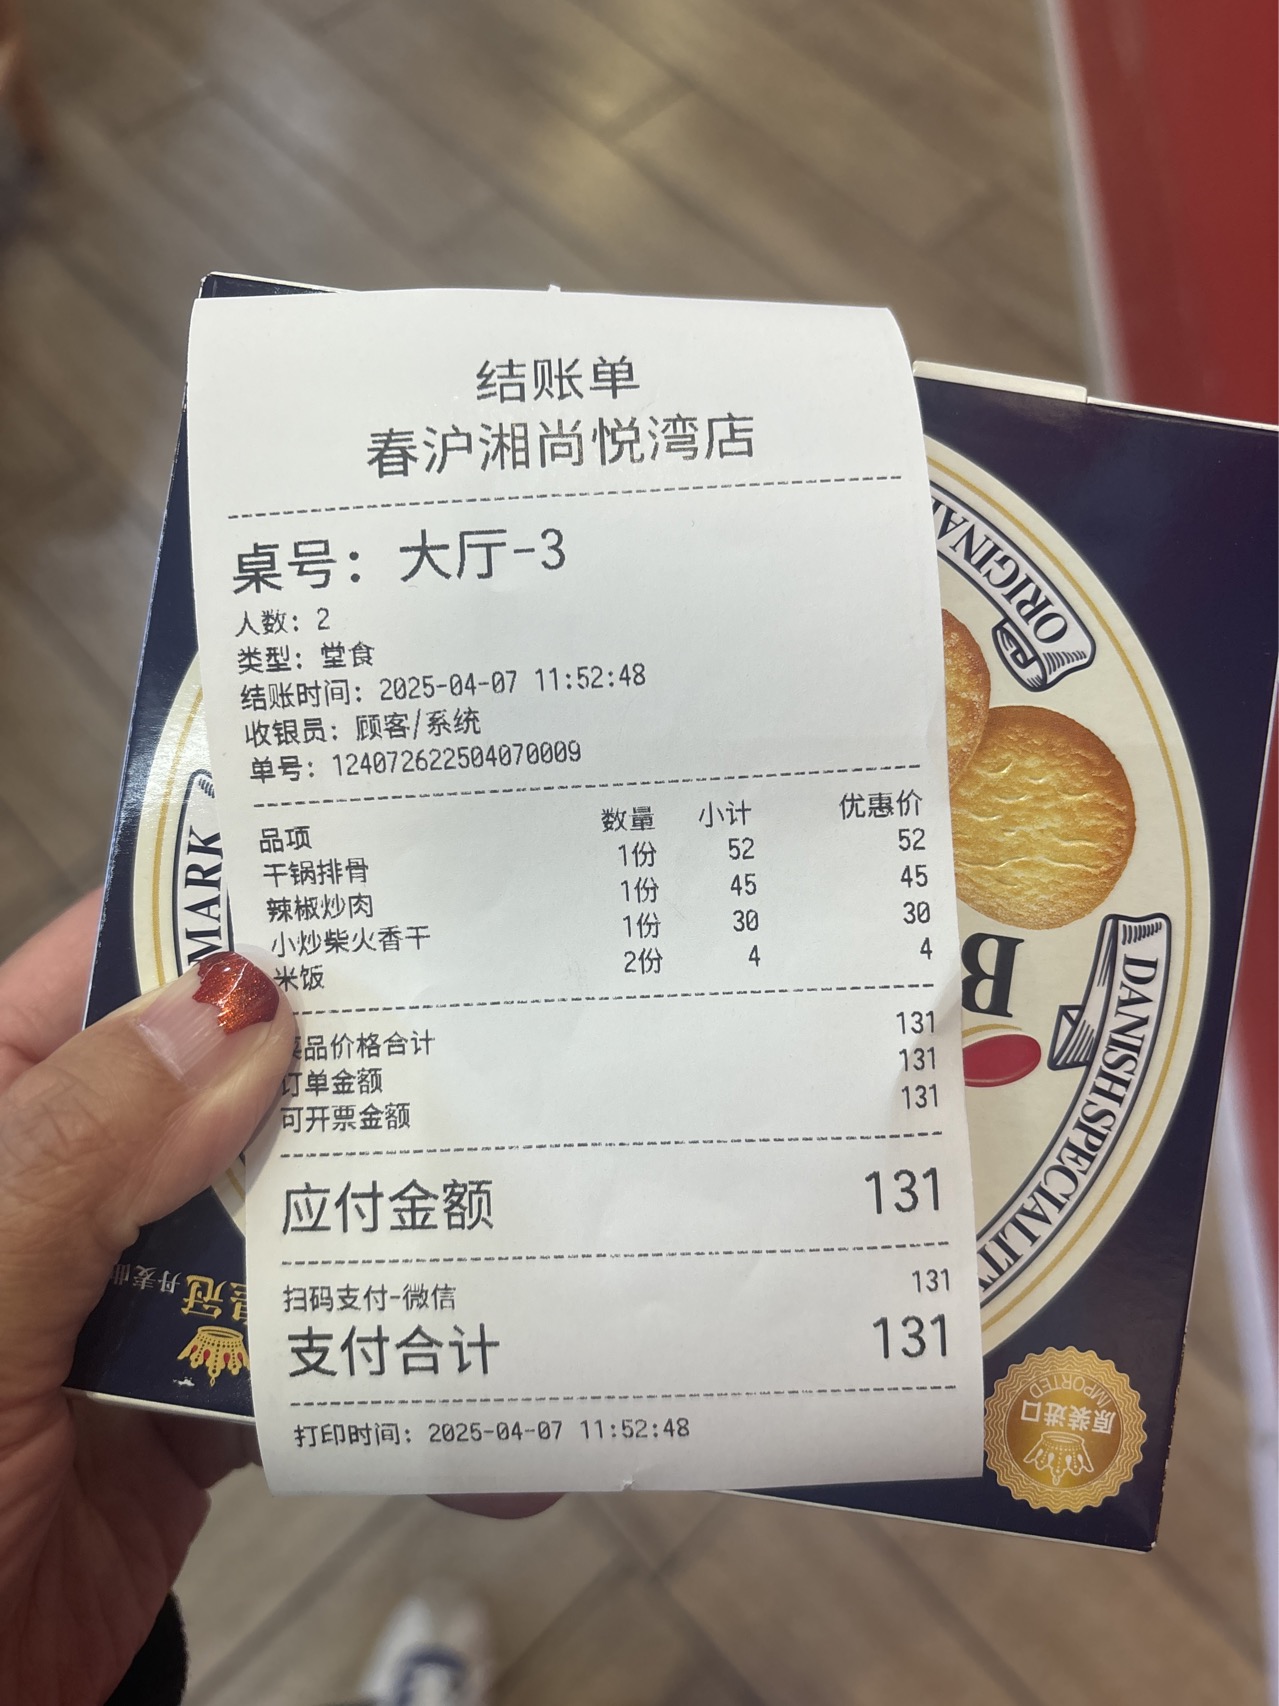 结账单
春沪湘尚悦湾店
桌号：大厅-3
人数：2
类型：堂食
结账时间：2025-04-07 11:52:48
收银员：顾客/系统
单号：124072622504070009
品项 数量 小计 优惠价
干锅排骨 1份 52 52
辣椒炒肉 1份 45 45
小炒柴火香干 1份 30 30
米饭 2份 4 4
菜品价格合计 131
订单金额 131
可开票金额 131
应付金额 131
扫码支付-微信 131
支付合计 131
打印时间：2025-04-07 11:52:48
ORIGINA
DANISH SPECIALIT
MARK
B
丹麦
冠
原装进口
IMPORTED